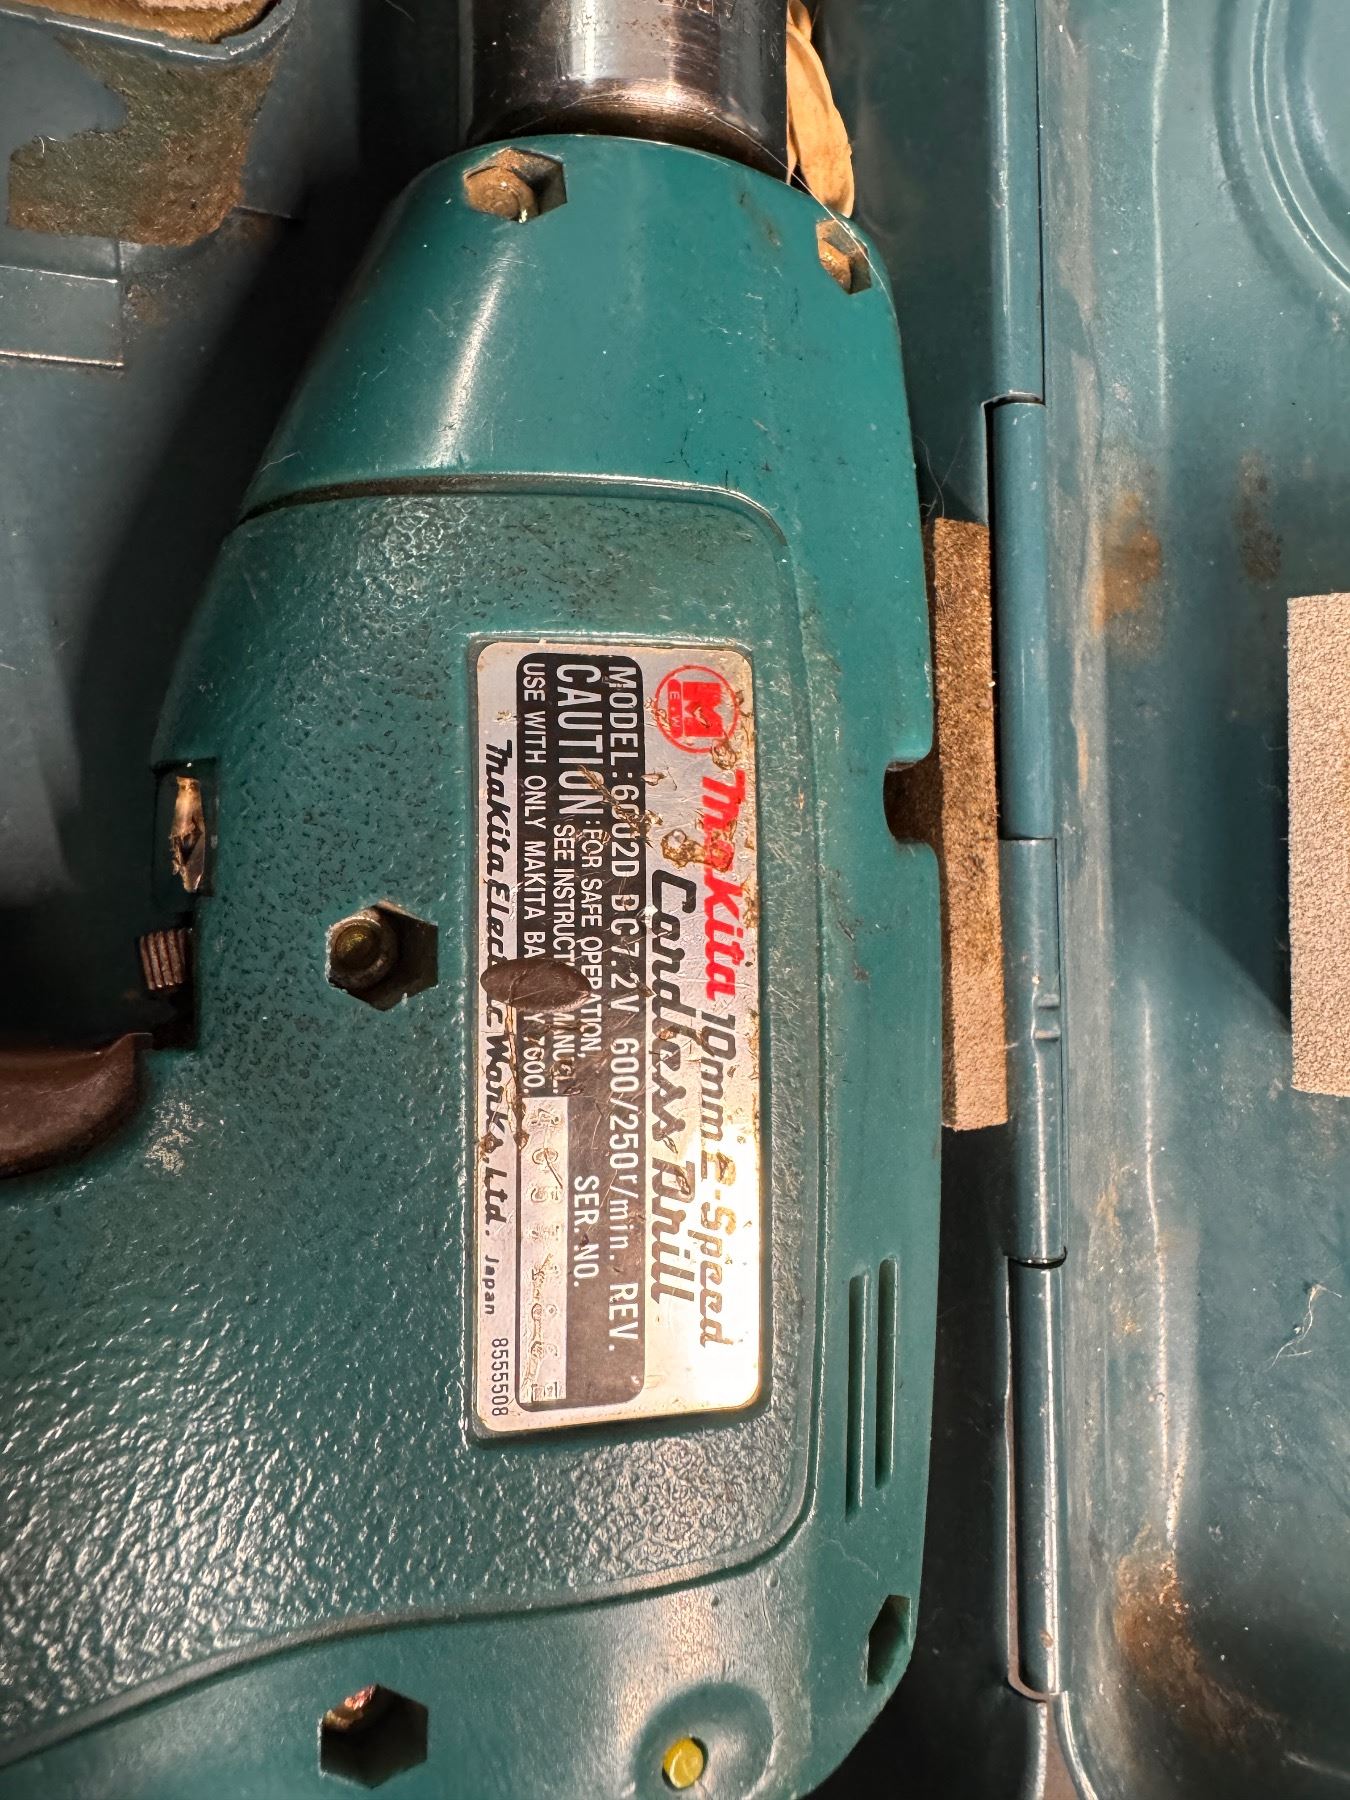 Makita 10mm 2-Speed
Cordless Drill
MODEL:6002D DC7.2V 600/250r/min. REV.
CAUTION:FOR SAFE OPERATION,
SEE INSTRUCTION MANUAL.
SER. NO.
USE WITH ONLY MAKITA BATTERY 7000.
Makita Electric Works, Ltd. Japan
8555508